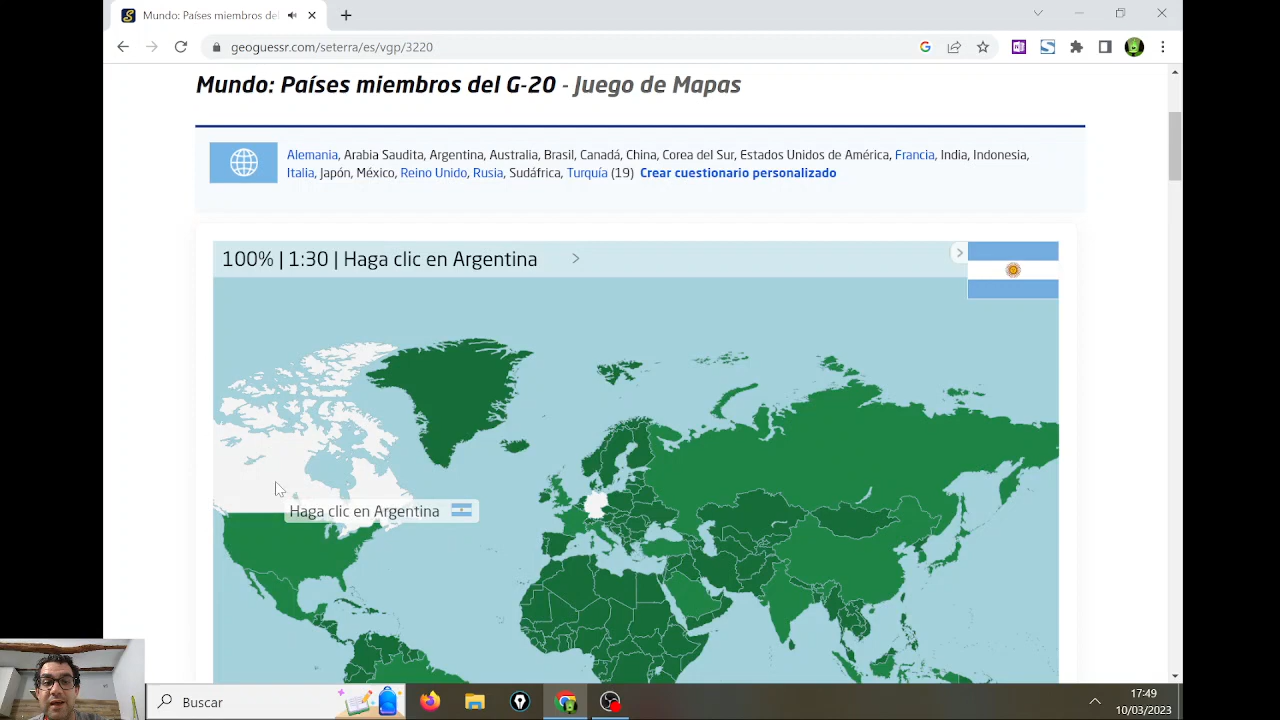 Mundo: Países miembros del
geoguessr.com/seterra/es/vgp/3220
Mundo: Países miembros del G-20 - Juego de Mapas
Alemania, Arabia Saudita, Argentina, Australia, Brasil, Canadá, China, Corea del Sur, Estados Unidos de América, Francia, India, Indonesia,
Italia, Japón, México, Reino Unido, Rusia, Sudáfrica, Turquía (19) Crear cuestionario personalizado
100% | 1:30 | Haga clic en Argentina
Haga clic en Argentina
Buscar
17:49
10/03/2023